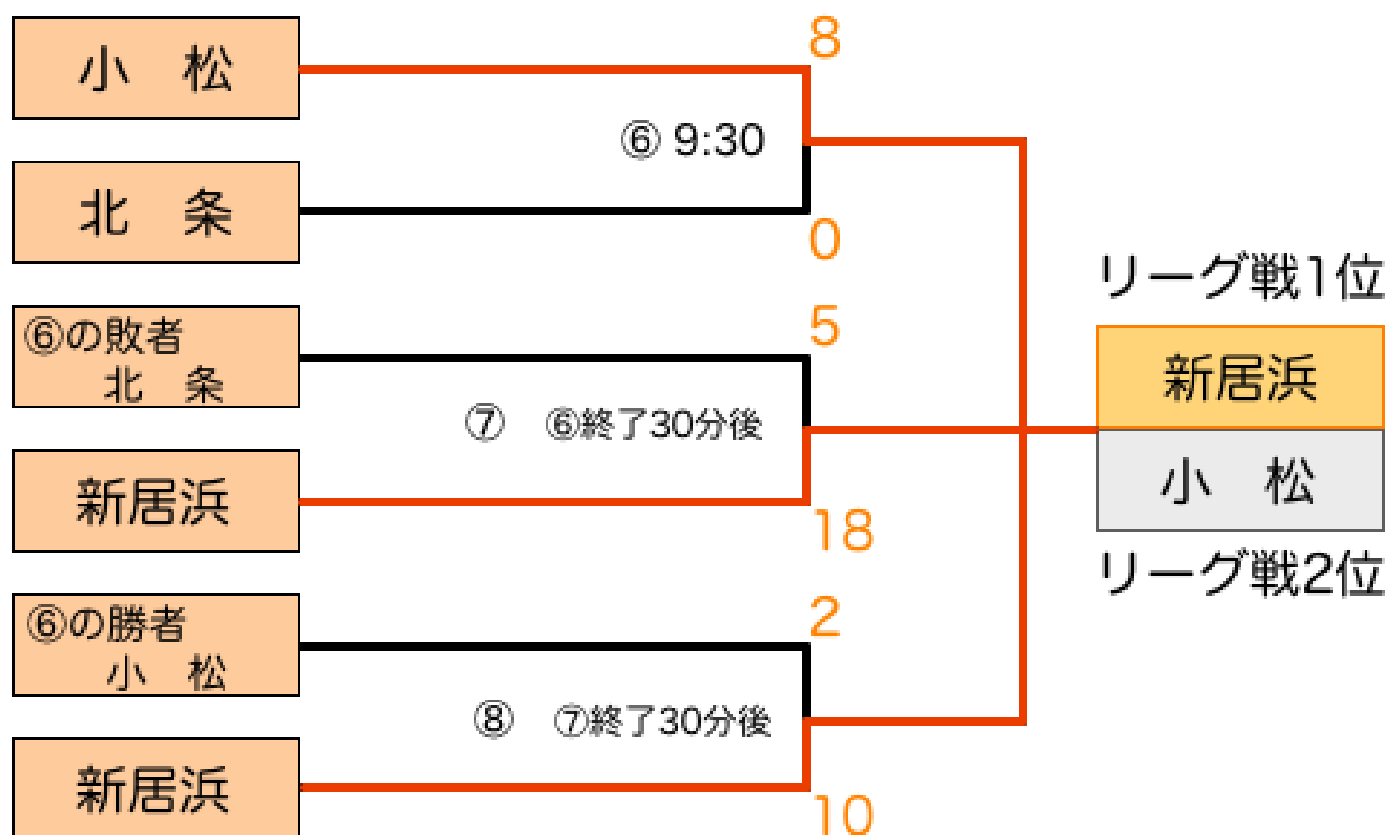 小　松
8
⑥ 9:30
北　条
0
⑥の敗者
北　条
5
⑦　⑥終了30分後
新居浜
18
⑥の勝者
小　松
2
⑧　⑦終了30分後
新居浜
10
リーグ戦1位
新居浜
小　松
リーグ戦2位